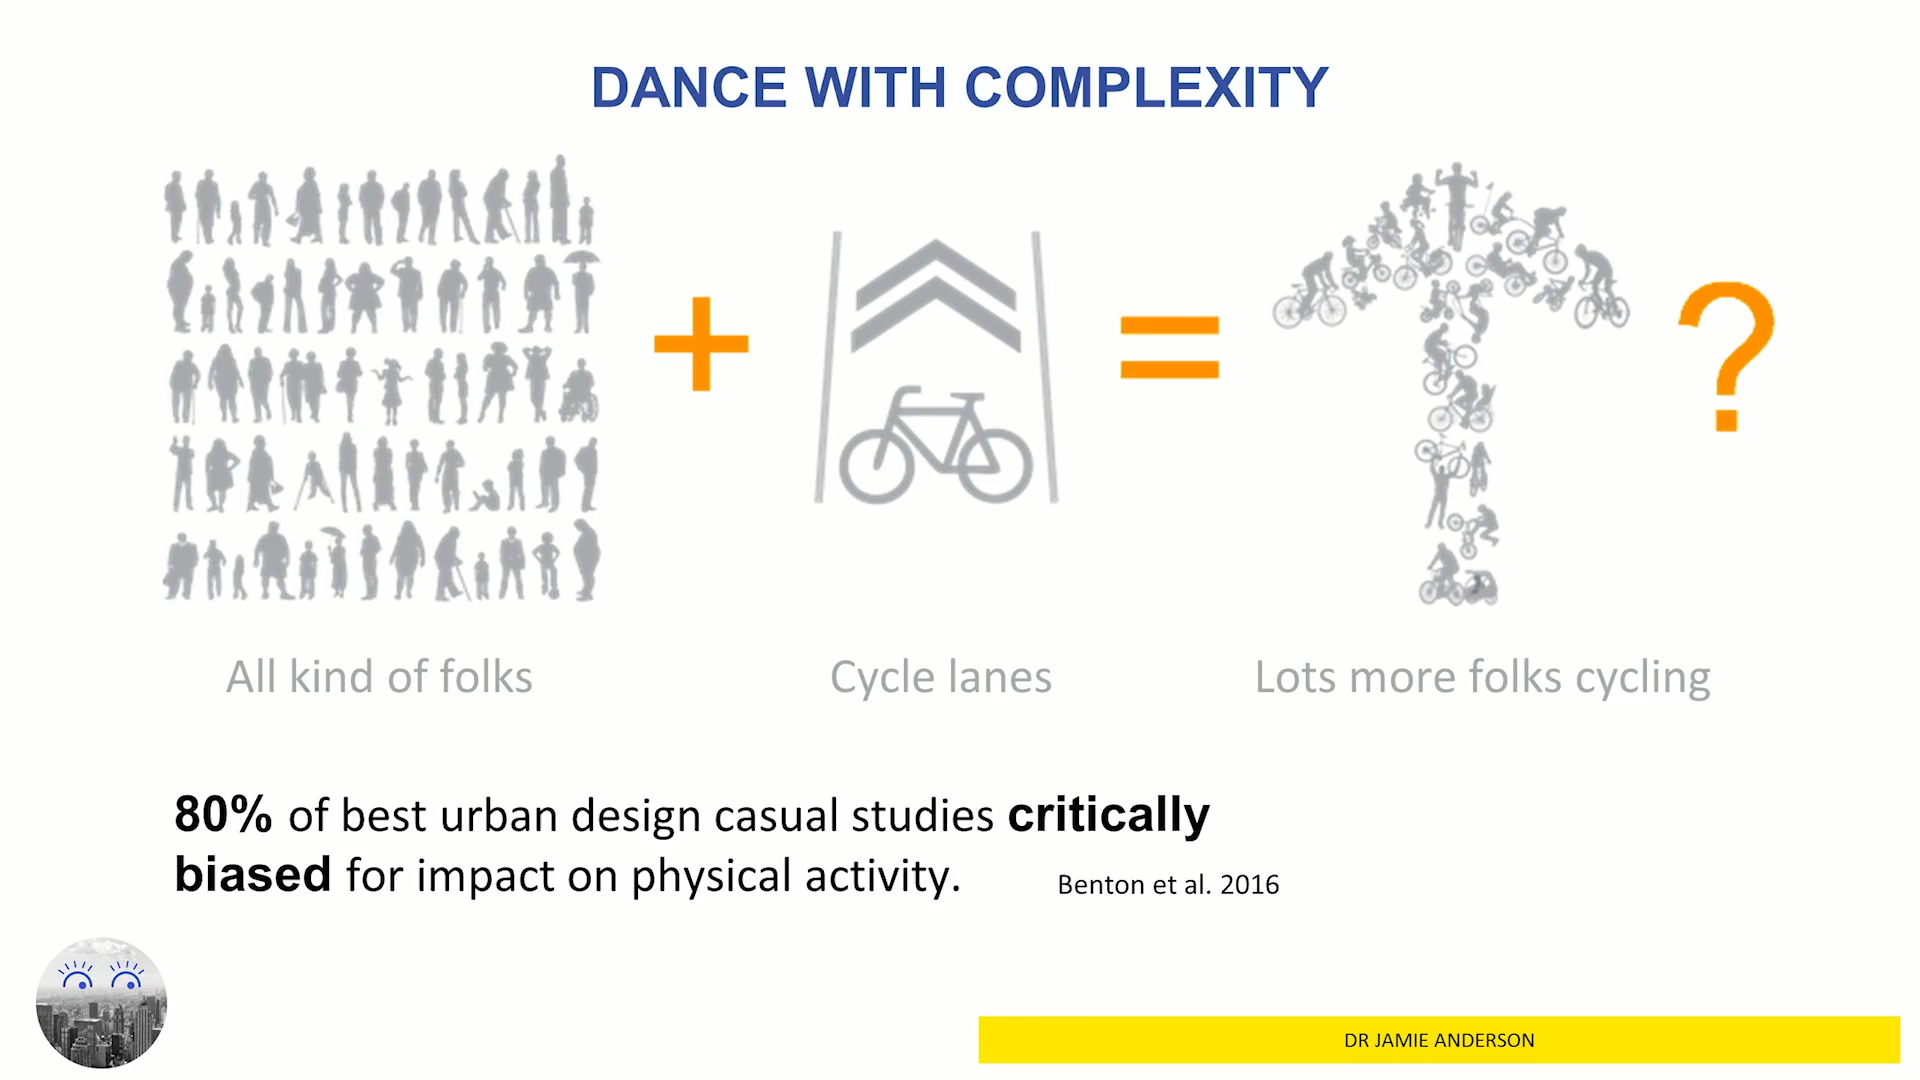 DANCE WITH COMPLEXITY
+
=
?
All kind of folks
Cycle lanes
Lots more folks cycling
80% of best urban design casual studies critically
biased for impact on physical activity.
Benton et al. 2016
DR JAMIE ANDERSON